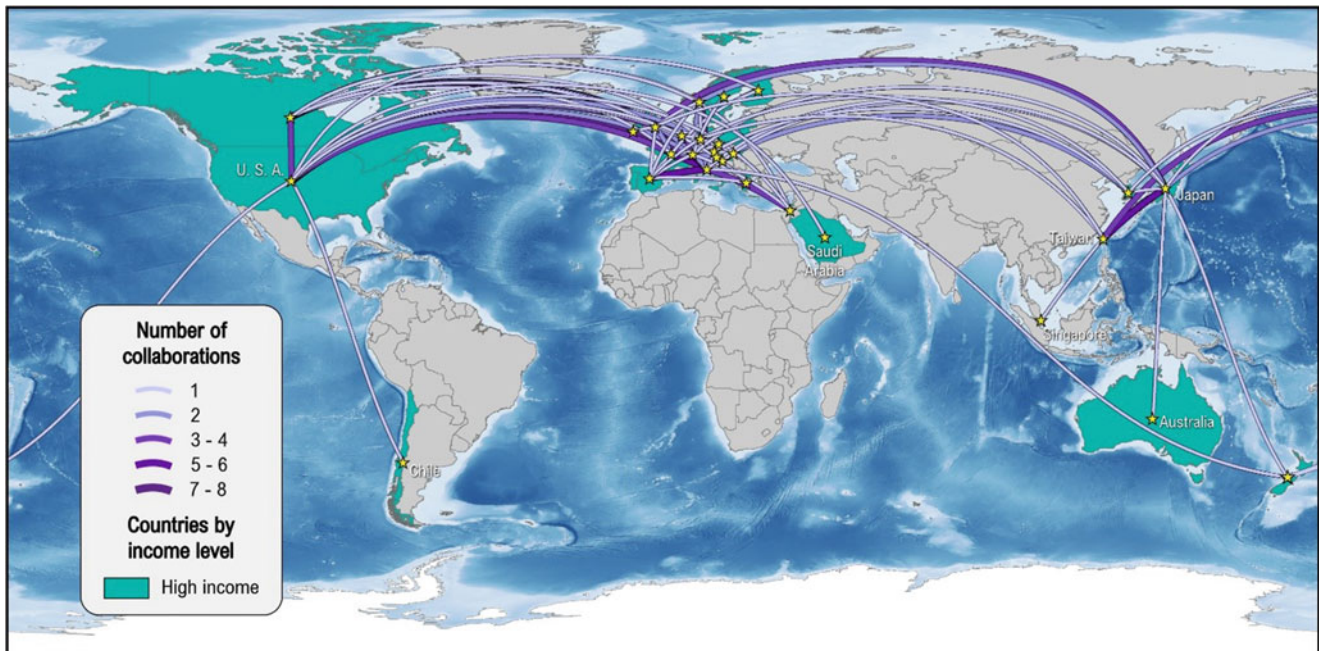 U. S. A.
Japan
Taiwan
Saudi
Arabia
Singapore
Australia
Chile
Number of
collaborations
1
2
3 - 4
5 - 6
7 - 8
Countries by
income level
High income